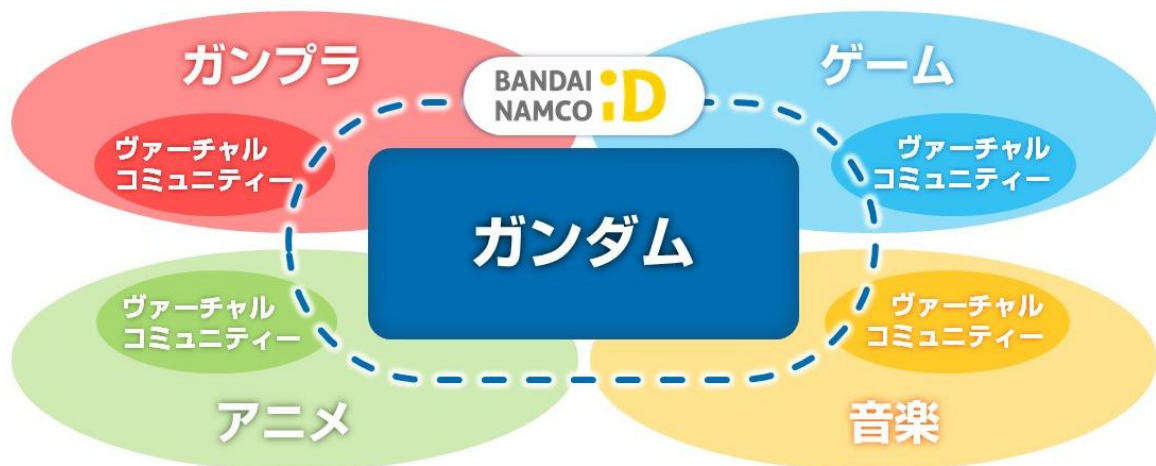 ガンプラ
BANDAI
NAMCO iD
ゲーム
ヴァーチャル
コミュニティー
ヴァーチャル
コミュニティー
ガンダム
ヴァーチャル
コミュニティー
ヴァーチャル
コミュニティー
アニメ
音楽